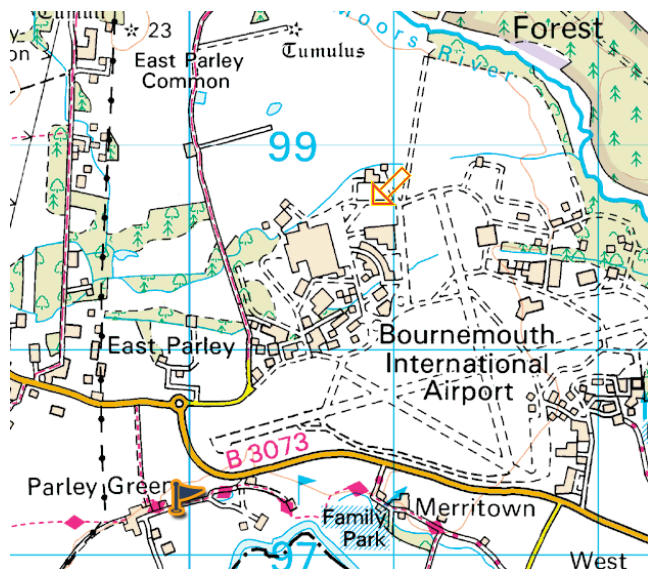 Tumuli
23
East Parley
Common
Tumulus
Moors River
Forest
99
East Parley
Bournemouth
International
Airport
B 3073
Parley Green
Merritown
Family
Park
97
West